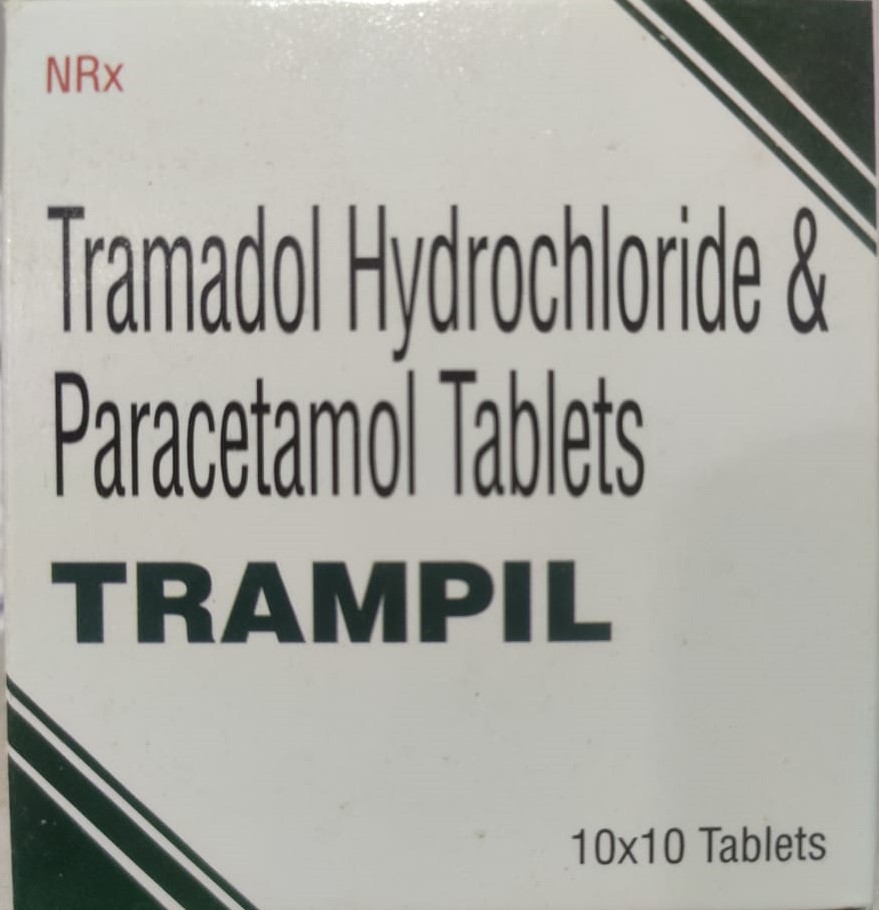 NRx
Tramadol Hydrochloride &
Paracetamol Tablets
TRAMPIL
10x10 Tablets